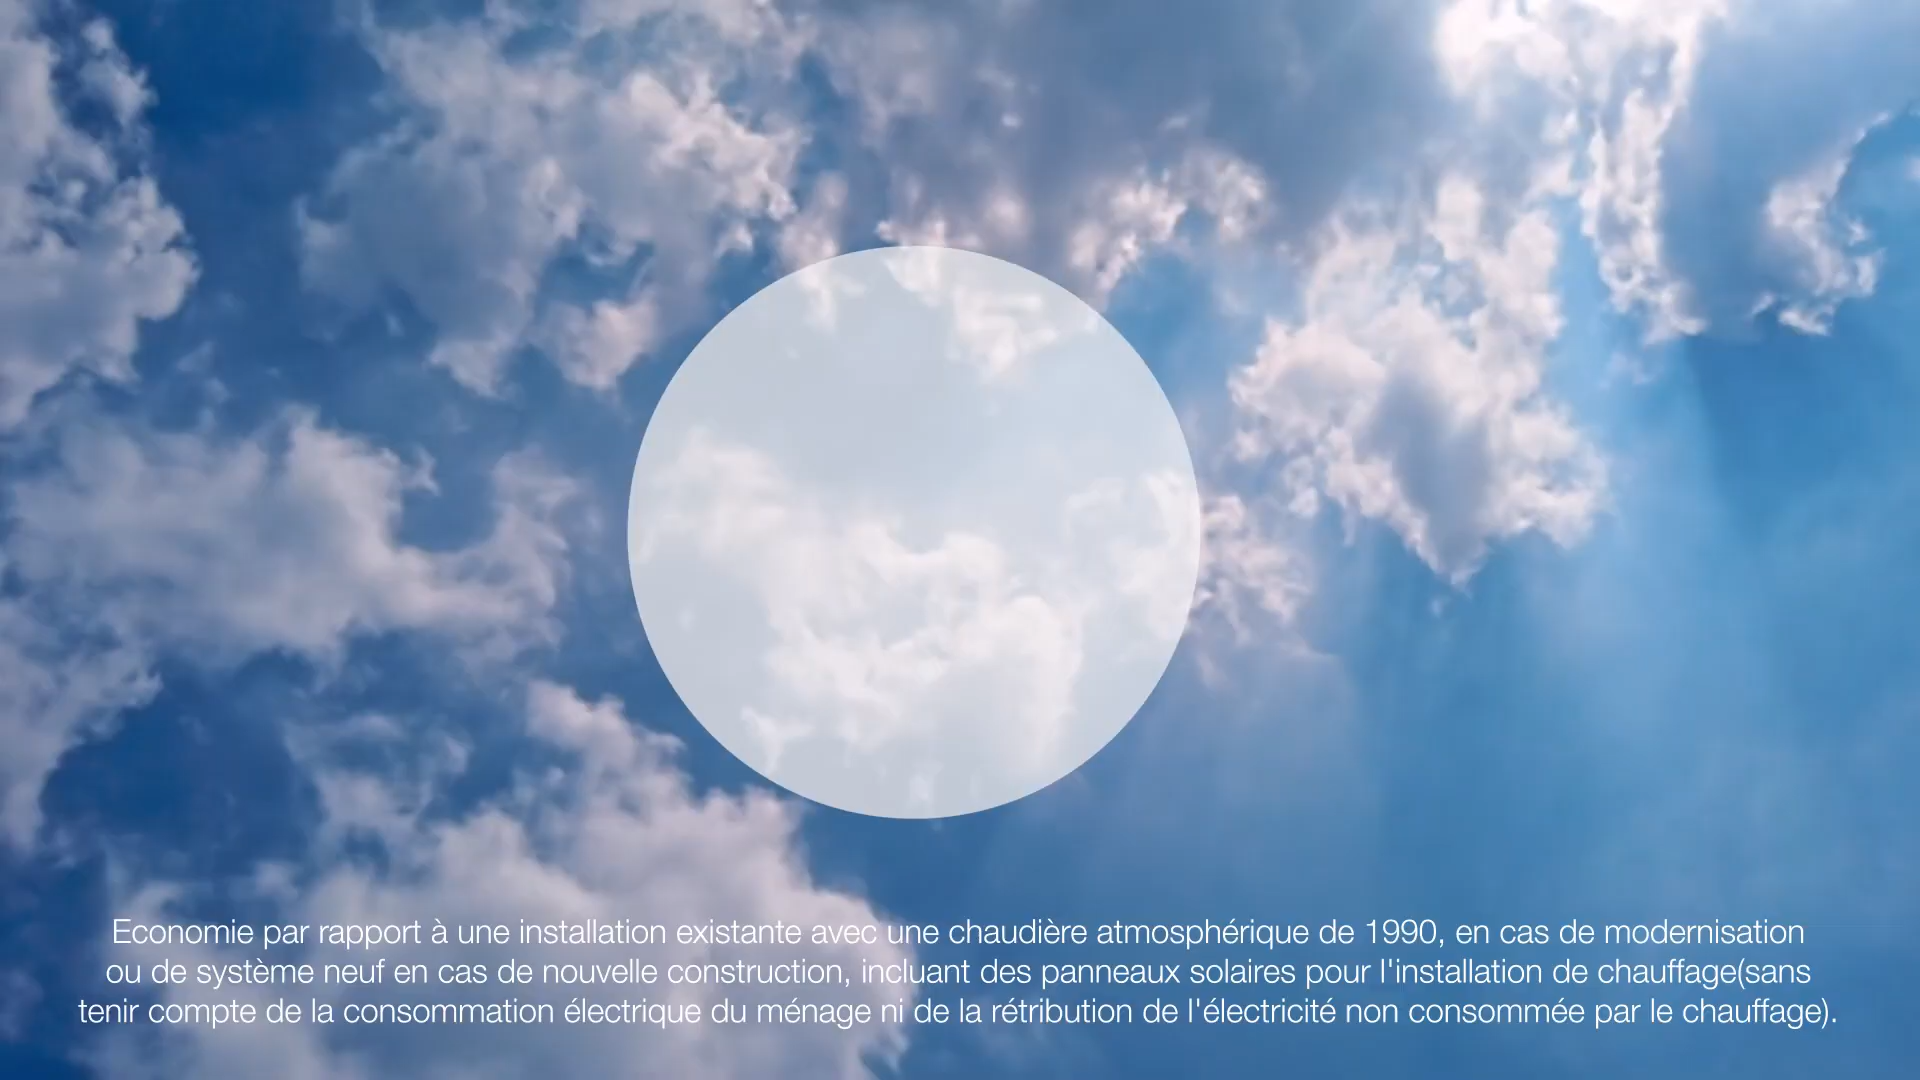 Economie par rapport à une installation existante avec une chaudière atmosphérique de 1990, en cas de modernisation
ou de système neuf en cas de nouvelle construction, incluant des panneaux solaires pour l'installation de chauffage(sans
tenir compte de la consommation électrique du ménage ni de la rétribution de l'électricité non consommée par le chauffage).